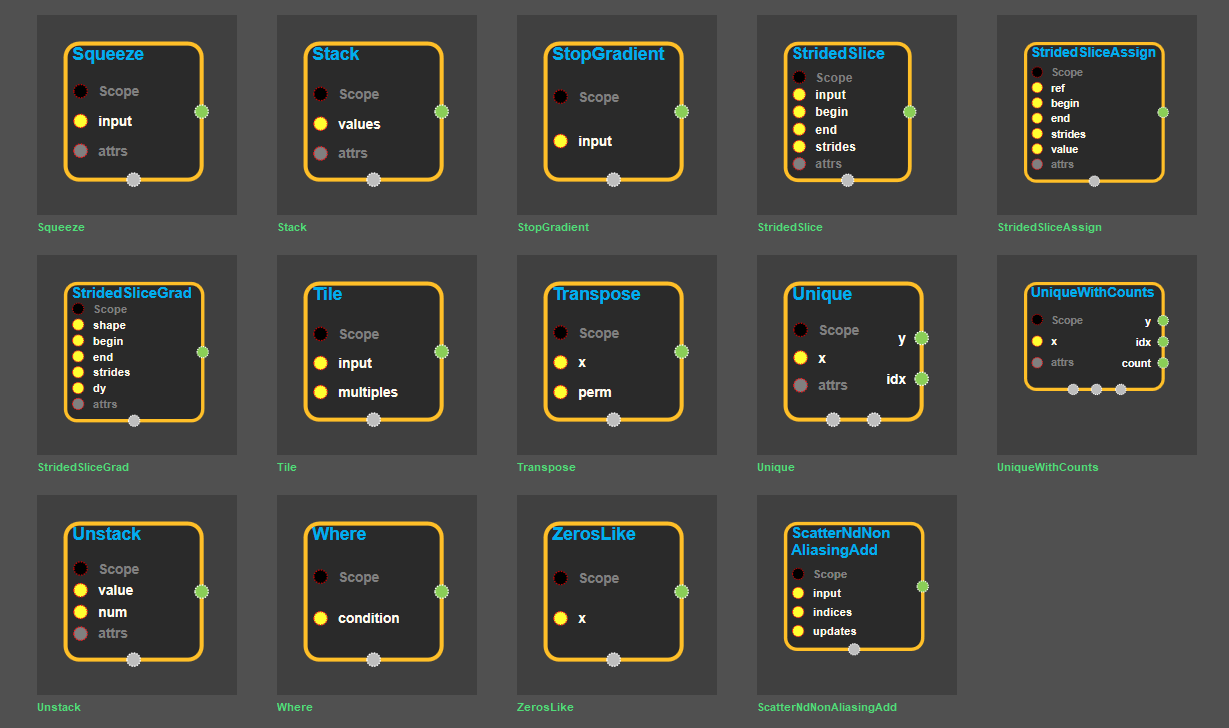 Squeeze
Scope
input
attrs
Squeeze
Stack
Scope
values
attrs
Stack
StopGradient
Scope
input
StopGradient
StridedSlice
Scope
input
begin
end
strides
attrs
StridedSlice
StridedSliceAssign
Scope
ref
begin
end
strides
value
attrs
StridedSliceAssign
StridedSliceGrad
Scope
shape
begin
end
strides
dy
attrs
StridedSliceGrad
Tile
Scope
input
multiples
Tile
Transpose
Scope
x
perm
Transpose
Unique
Scope
y
x
idx
attrs
Unique
UniqueWithCounts
Scope
y
x
idx
attrs
count
UniqueWithCounts
Unstack
Scope
value
num
attrs
Unstack
Where
Scope
condition
Where
ZerosLike
Scope
x
ZerosLike
ScatterNdNon
AliasingAdd
Scope
input
indices
updates
ScatterNdNonAliasingAdd